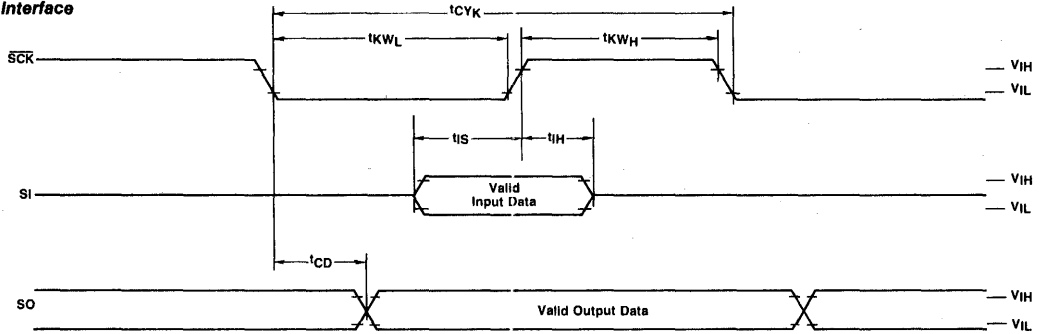 Interface
tCYK
tKWL
tKWH
SCK
VIH
VIL
tIS
tIH
SI
Valid
Input Data
VIH
VIL
tCD
SO
Valid Output Data
VIH
VIL